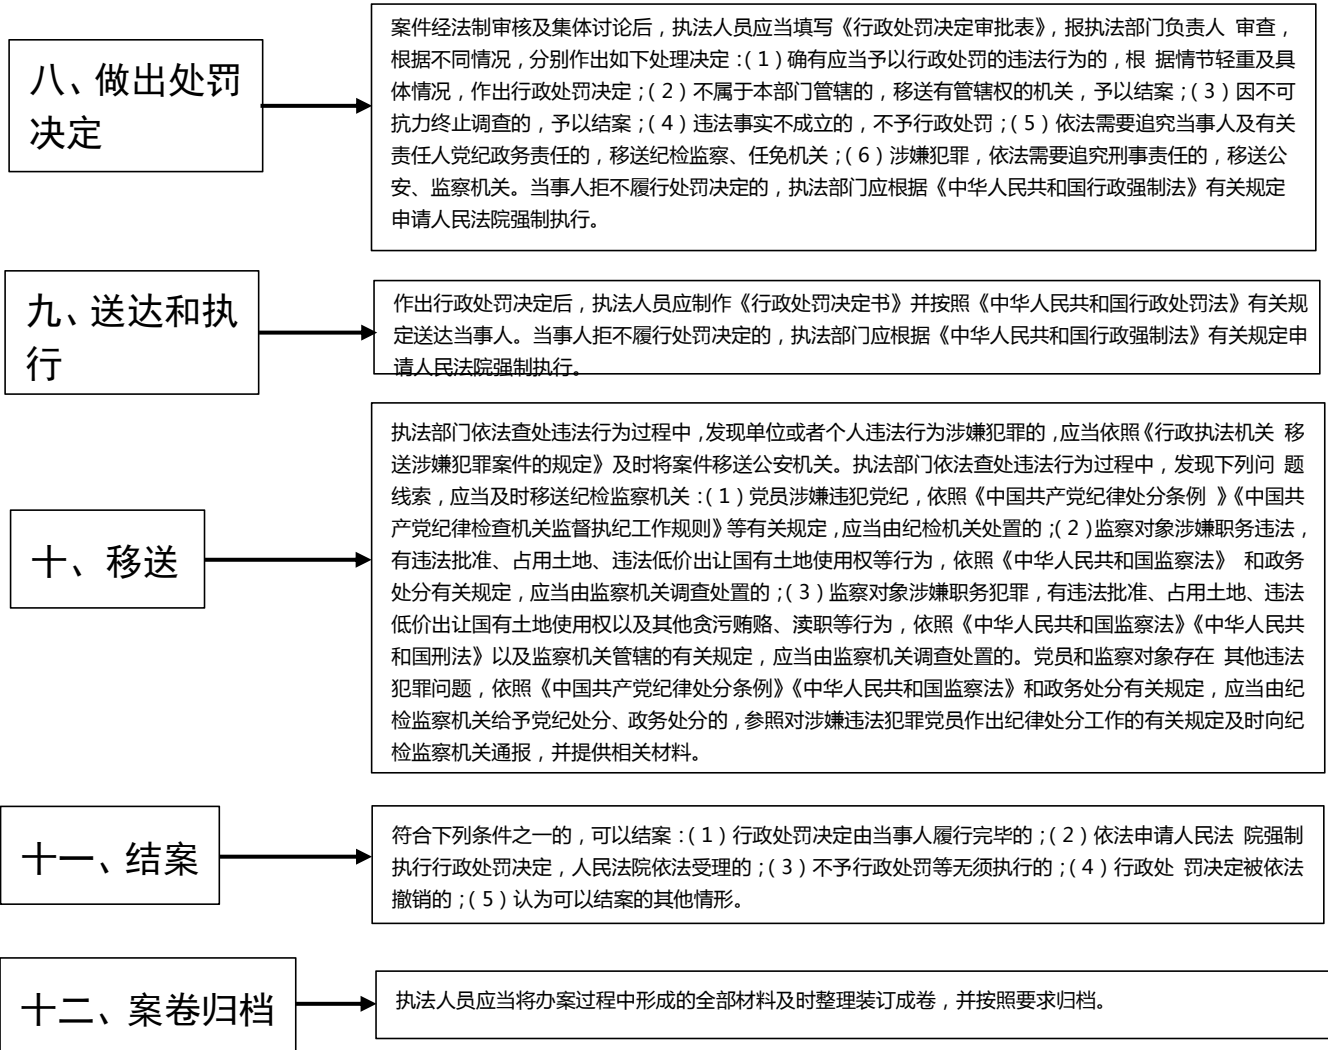 八、做出处罚
决定
案件经法制审核及集体讨论后，执法人员应当填写《行政处罚决定审批表》，报执法部门负责人 审查，
根据不同情况，分别作出如下处理决定：（1）确有应当予以行政处罚的违法行为的，根 据情节轻重及具
体情况，作出行政处罚决定；（2）不属于本部门管辖的，移送有管辖权的机关，予以结案；（3）因不可
抗力终止调查的，予以结案；（4）违法事实不成立的，不予行政处罚；（5）依法需要追究当事人及有关
责任人党纪政务责任的，移送纪检监察、任免机关；（6）涉嫌犯罪，依法需要追究刑事责任的，移送公
安、监察机关。当事人拒不履行处罚决定的，执法部门应根据《中华人民共和国行政强制法》有关规定
申请人民法院强制执行。
九、送达和执
行
作出行政处罚决定后，执法人员应制作《行政处罚决定书》并按照《中华人民共和国行政处罚法》有关规
定送达当事人。当事人拒不履行处罚决定的，执法部门应根据《中华人民共和国行政强制法》有关规定申
请人民法院强制执行。
十、移送
执法部门依法查处违法行为过程中，发现单位或者个人违法行为涉嫌犯罪的，应当依照《行政执法机关 移
送涉嫌犯罪案件的规定》及时将案件移送公安机关。执法部门依法查处违法行为过程中，发现下列问 题
线索，应当及时移送纪检监察机关：（1）党员涉嫌违犯党纪，依照《中国共产党纪律处分条例 》《中国共
产党纪律检查机关监督执纪工作规则》等有关规定，应当由纪检机关处置的；（2）监察对象涉嫌职务违法，
有违法批准、占用土地、违法低价出让国有土地使用权等行为，依照《中华人民共和国监察法》 和政务
处分有关规定，应当由监察机关调查处置的；（3）监察对象涉嫌职务犯罪，有违法批准、占用土地、违法
低价出让国有土地使用权以及其他贪污贿赂、渎职等行为，依照《中华人民共和国监察法》《中华人民共
和国刑法》以及监察机关管辖的有关规定，应当由监察机关调查处置的。党员和监察对象存在 其他违法
犯罪问题，依照《中国共产党纪律处分条例》《中华人民共和国监察法》和政务处分有关规定，应当由纪
检监察机关给予党纪处分、政务处分的，参照对涉嫌违法犯罪党员作出纪律处分工作的有关规定及时向纪
检监察机关通报，并提供相关材料。
十一、结案
符合下列条件之一的，可以结案：（1）行政处罚决定由当事人履行完毕的；（2）依法申请人民法 院强制
执行行政处罚决定，人民法院依法受理的；（3）不予行政处罚等无须执行的；（4）行政处 罚决定被依法
撤销的；（5）认为可以结案的其他情形。
十二、案卷归档
执法人员应当将办案过程中形成的全部材料及时整理装订成卷，并按照要求归档。